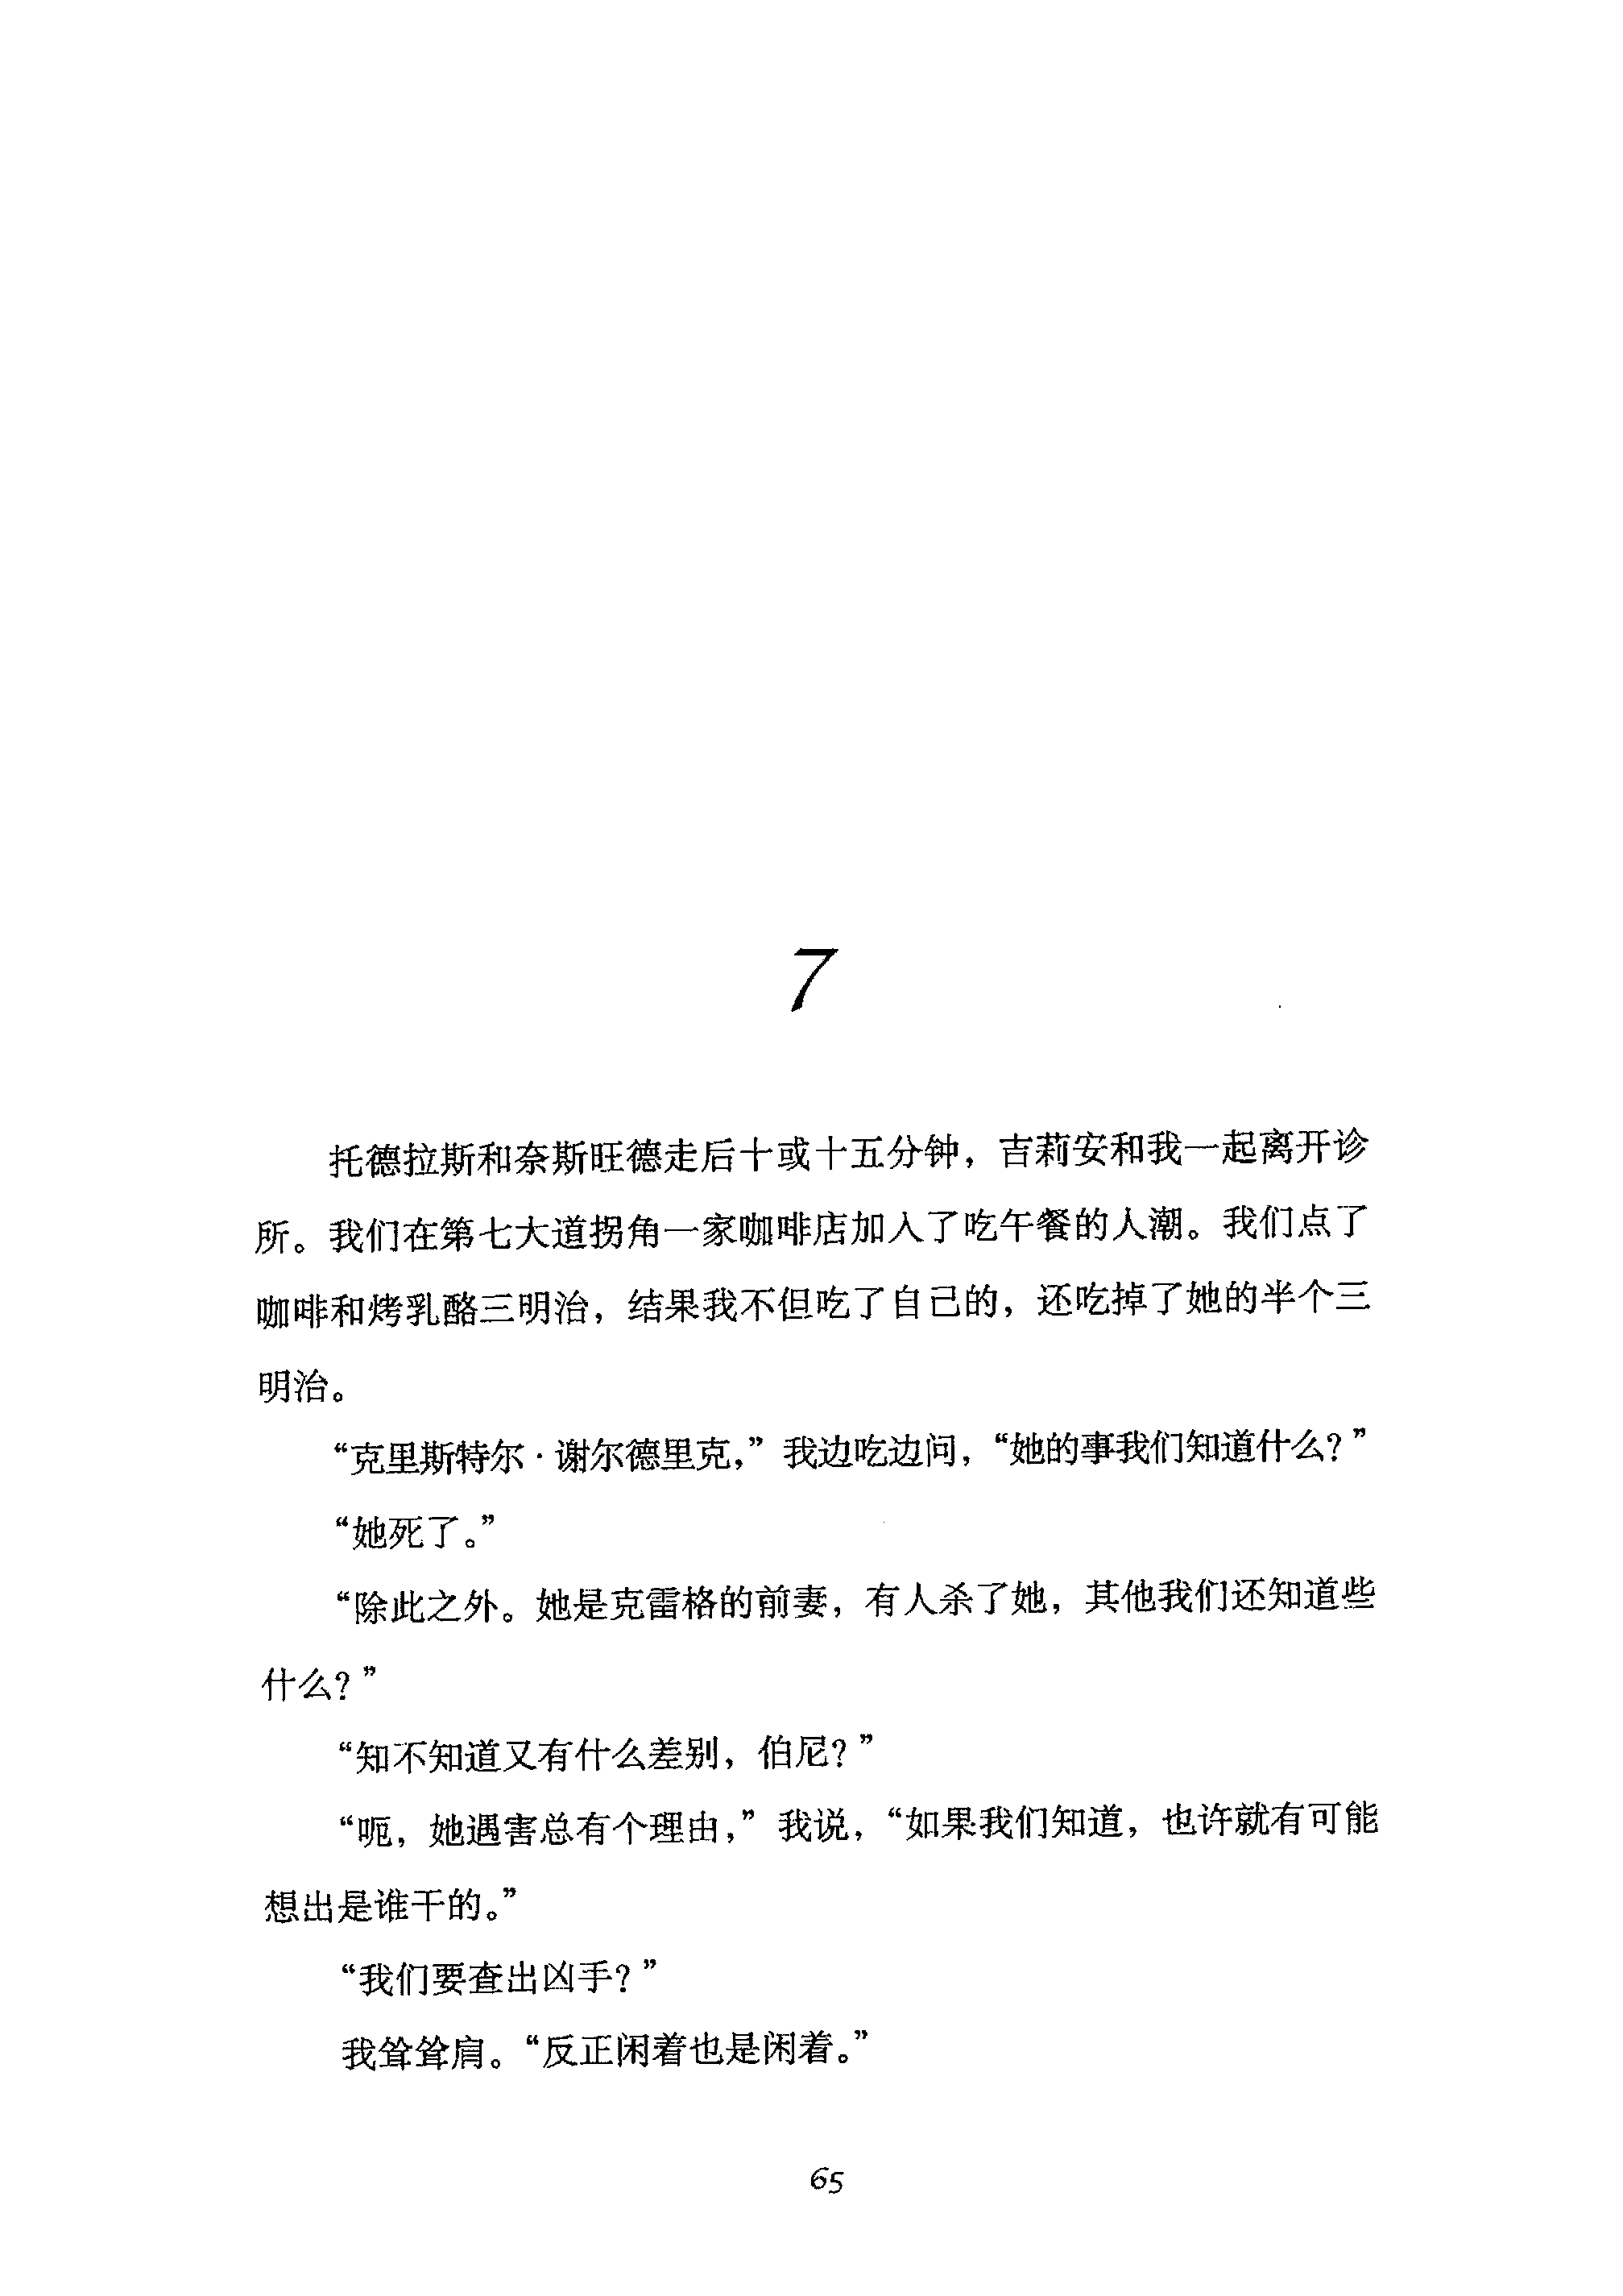 7
托德拉斯和奈斯旺德走后十或十五分钟，吉莉安和我一起离开诊
所。我们在第七大道拐角一家咖啡店加入了吃午餐的人潮。我们点了
咖啡和烤乳酪三明治，结果我不但吃了自己的，还吃掉了她的半个三
明治。
“克里斯特尔·谢尔德里克，”我边吃边问，“她的事我们知道什么？”
“她死了。”
“除此之外。她是克雷格的前妻，有人杀了她，其他我们还知道些
什么？”
“知不知道又有什么差别，伯尼？”
“呃，她遇害总有个理由，”我说，“如果我们知道，也许就有可能
想出是谁干的。”
“我们要查出凶手？”
我耸耸肩。“反正闲着也是闲着。”
65